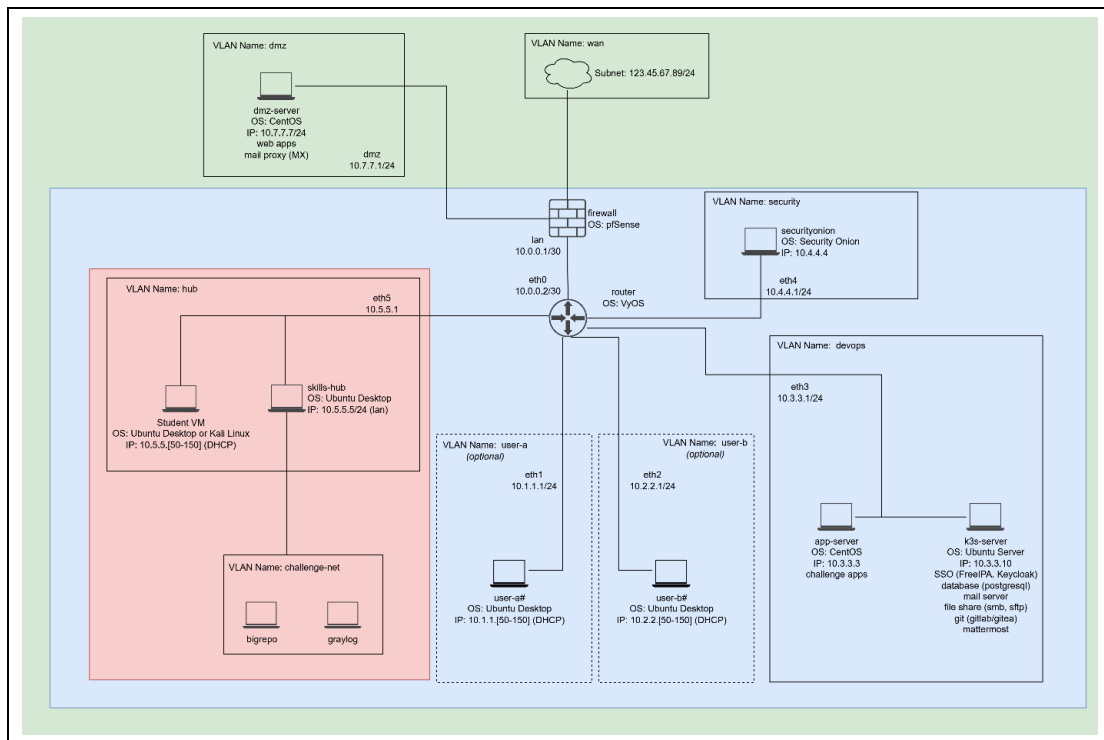 VLAN Name: dmz
dmz-server
OS: CentOS
IP: 10.7.7.7/24
web apps
mail proxy (MX)
dmz
10.7.7.1/24
VLAN Name: wan
Subnet: 123.45.67.89/24
firewall
OS: pfSense
lan
10.0.0.1/30
eth0
10.0.0.2/30
router
OS: VyOS
VLAN Name: security
securityonion
OS: Security Onion
IP: 10.4.4.4
eth4
10.4.4.1/24
VLAN Name: hub
eth5
10.5.5.1
Student VM
OS: Ubuntu Desktop or Kali Linux
IP: 10.5.5.[50-150] (DHCP)
skills-hub
OS: Ubuntu Desktop
IP: 10.5.5.5/24 (lan)
VLAN Name: challenge-net
bigrepo
graylog
VLAN Name: user-a
(optional)
eth1
10.1.1.1/24
user-a#
OS: Ubuntu Desktop
IP: 10.1.1.[50-150] (DHCP)
VLAN Name: user-b
(optional)
eth2
10.2.2.1/24
user-b#
OS: Ubuntu Desktop
IP: 10.2.2.[50-150] (DHCP)
VLAN Name: devops
eth3
10.3.3.1/24
app-server
OS: CentOS
IP: 10.3.3.3
challenge apps
k3s-server
OS: Ubuntu Server
IP: 10.3.3.10
SSO (FreeIPA, Keycloak)
database (postgresql)
mail server
file share (smb, sftp)
git (gitlab/gitea)
mattermost